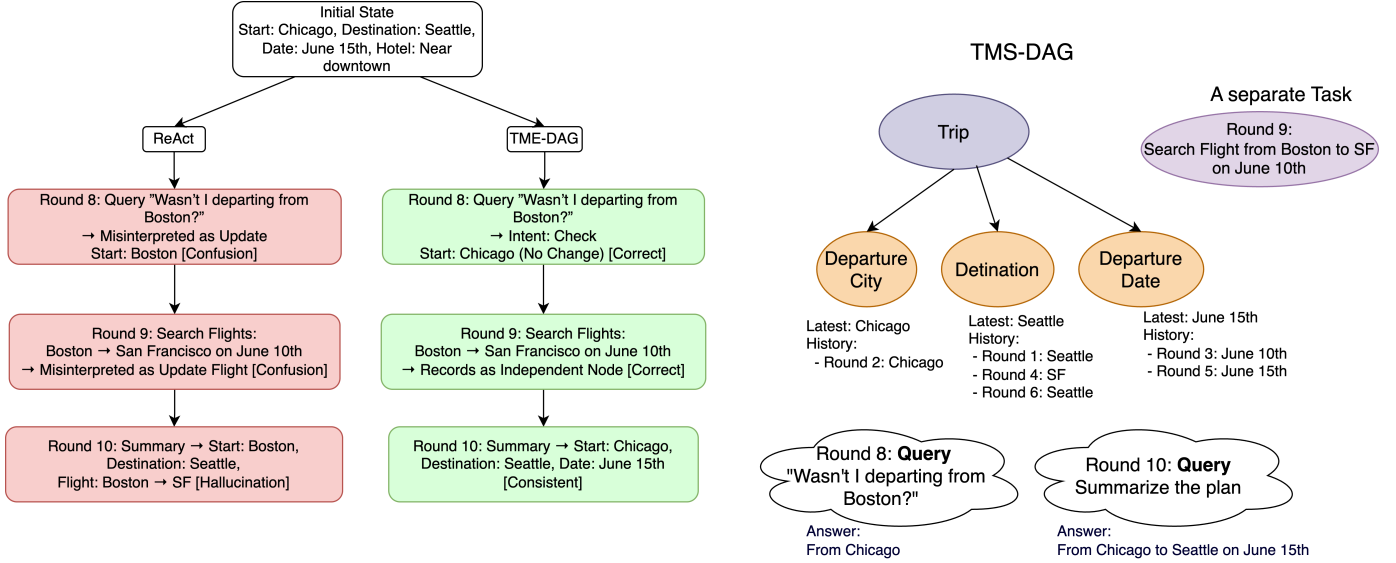 Initial State
Start: Chicago, Destination: Seattle,
Date: June 15th, Hotel: Near
downtown
ReAct
TME-DAG
Round 8: Query ”Wasn’t I departing from
Boston?”
→ Misinterpreted as Update
Start: Boston [Confusion]
Round 8: Query ”Wasn’t I departing from
Boston?”
→ Intent: Check
Start: Chicago (No Change) [Correct]
Round 9: Search Flights:
Boston → San Francisco on June 10th
→ Misinterpreted as Update Flight [Confusion]
Round 9: Search Flights:
Boston → San Francisco on June 10th
→ Records as Independent Node [Correct]
Round 10: Summary → Start: Boston,
Destination: Seattle,
Flight: Boston → SF [Hallucination]
Round 10: Summary → Start: Chicago,
Destination: Seattle, Date: June 15th
[Consistent]
TMS-DAG
Trip
A separate Task
Round 9:
Search Flight from Boston to SF
on June 10th
Departure
City
Detination
Departure
Date
Latest: Chicago
History:
- Round 2: Chicago
Latest: Seattle
History:
- Round 1: Seattle
- Round 4: SF
- Round 6: Seattle
Latest: June 15th
History:
- Round 3: June 10th
- Round 5: June 15th
Round 8: Query
"Wasn't I departing from
Boston?"
Answer:
From Chicago
Round 10: Query
Summarize the plan
Answer:
From Chicago to Seattle on June 15th